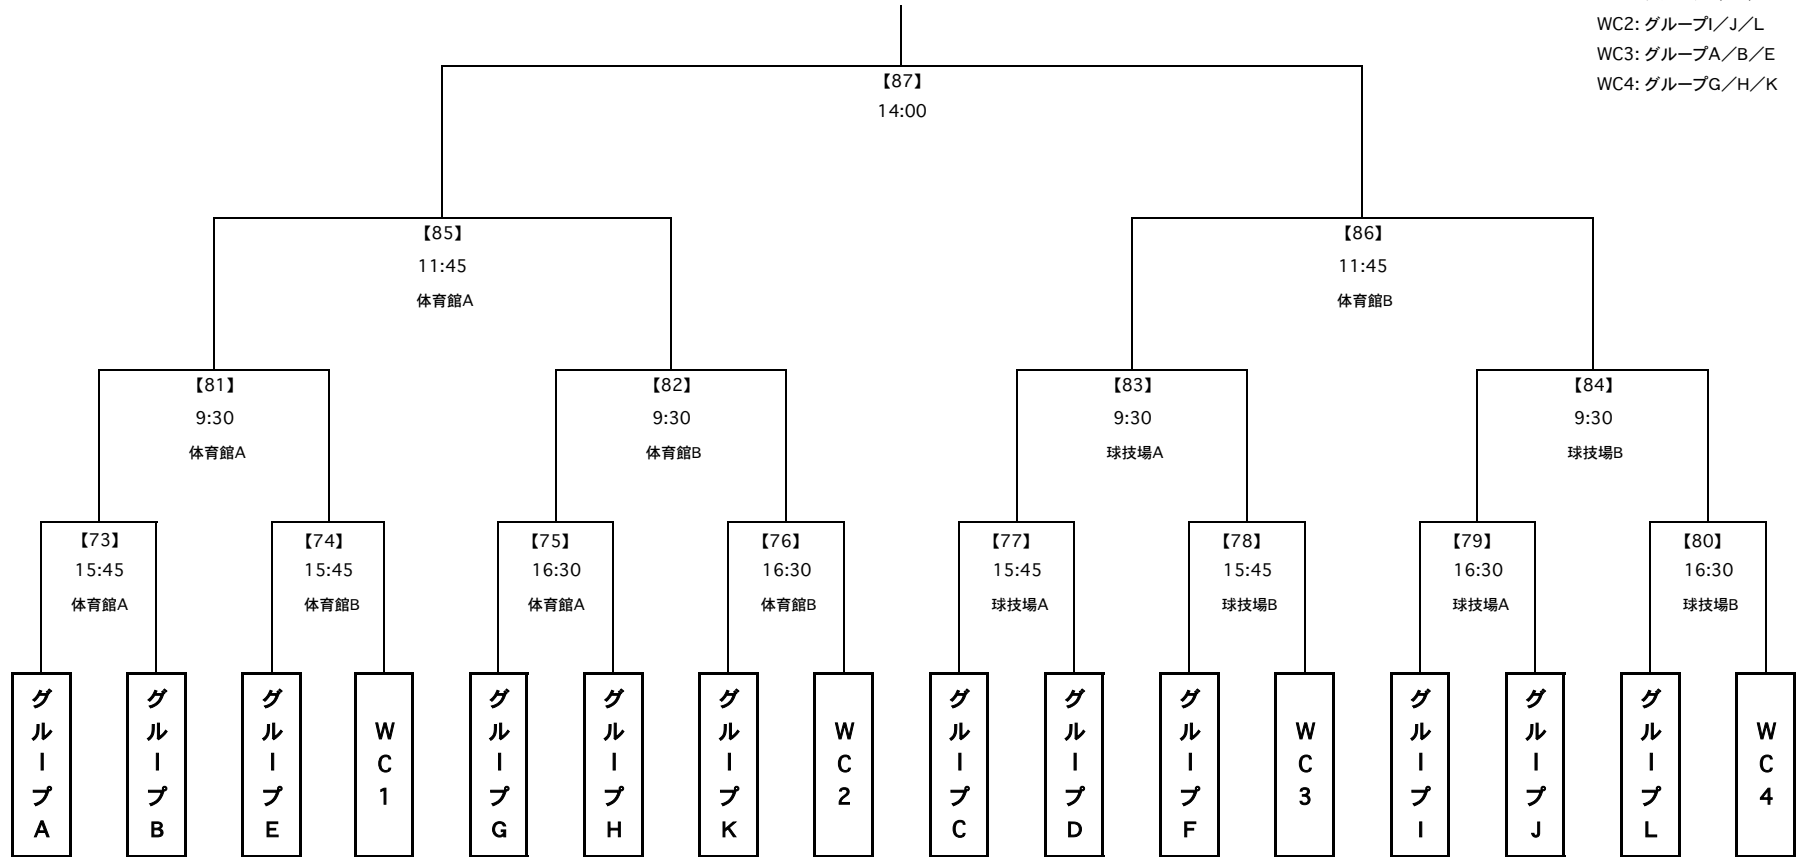 WC2: グループI／J／L
WC3: グループA／B／E
WC4: グループG／H／K
【87】
14:00
【85】
11:45
体育館A
【86】
11:45
体育館B
【81】
9:30
体育館A
【82】
9:30
体育館B
【83】
9:30
球技場A
【84】
9:30
球技場B
【73】
15:45
体育館A
【74】
15:45
体育館B
【75】
16:30
体育館A
【76】
16:30
体育館B
【77】
15:45
球技場A
【78】
15:45
球技場B
【79】
16:30
球技場A
【80】
16:30
球技場B
グループA
グループB
グループE
WC1
グループG
グループH
グループK
WC2
グループC
グループD
グループF
WC3
グループI
グループJ
グループL
WC4